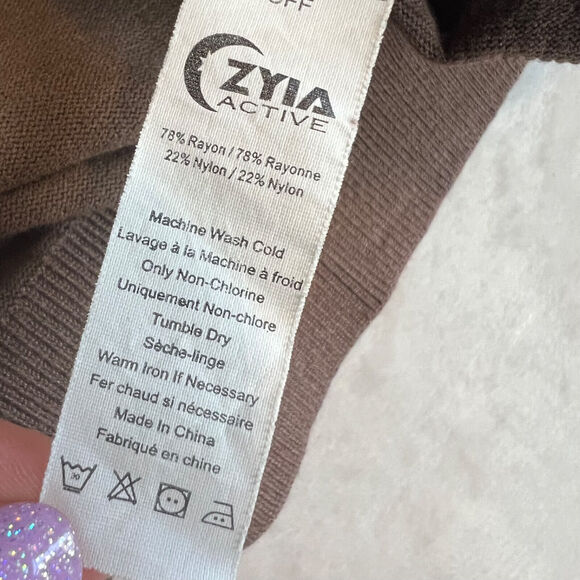 OFF
ZYIA
ACTIVE
78% Rayon / 78% Rayonne
22% Nylon / 22% Nylon
Machine Wash Cold
Lavage à la Machine à froid
Only Non-Chlorine
Uniquement Non-chlore
Tumble Dry
Sèche-linge
Warm Iron If Necessary
Fer chaud si nécessaire
Made In China
Fabriqué en chine
30